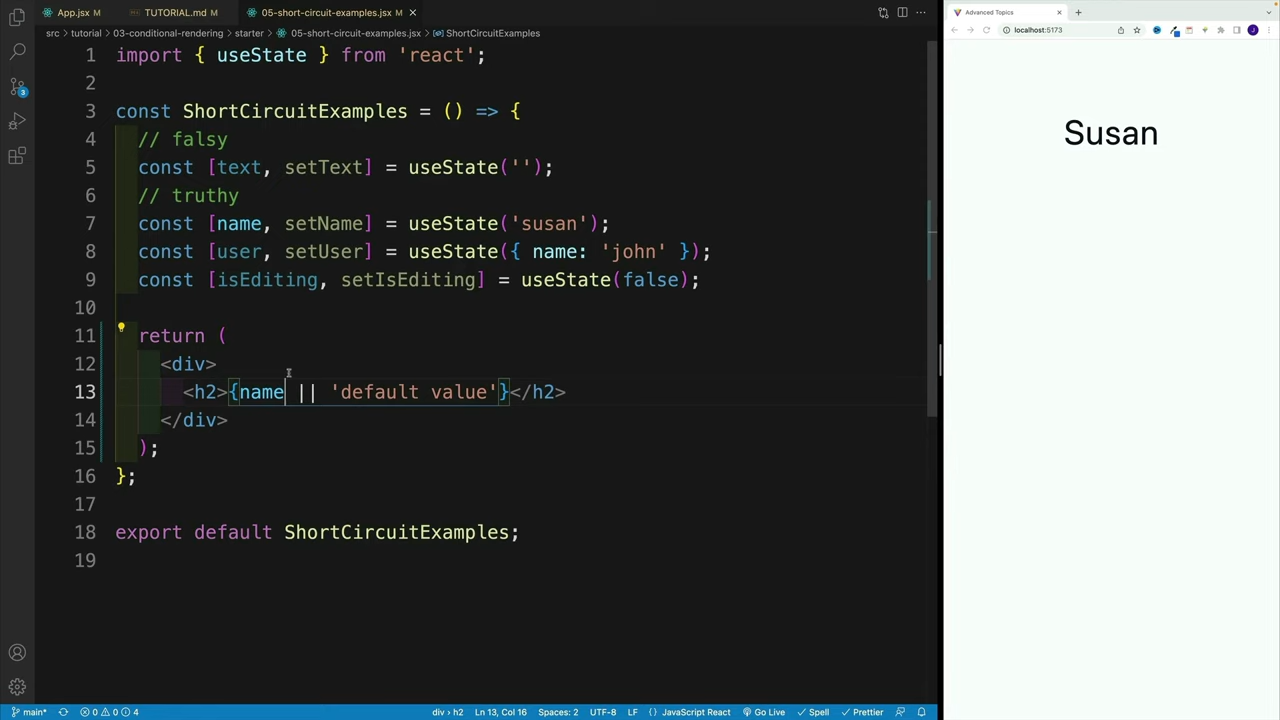 App.jsx M
TUTORIAL.md M
05-short-circuit-examples.jsx M
src > tutorial > 03-conditional-rendering > starter > 05-short-circuit-examples.jsx > ShortCircuitExamples
1 import { useState } from 'react';
2
3 const ShortCircuitExamples = () => {
4 // falsy
5 const [text, setText] = useState('');
6 // truthy
7 const [name, setName] = useState('susan');
8 const [user, setUser] = useState({ name: 'john' });
9 const [isEditing, setIsEditing] = useState(false);
10
11 return (
12 <div>
13 <h2>{name || 'default value'}</h2>
14 </div>
15 );
16 };
17
18 export default ShortCircuitExamples;
19
3
main* 0 0 4 div > h2 Ln 13, Col 16 Spaces: 2 UTF-8 LF {} JavaScript React Go Live Spell Prettier
Advanced Topics
localhost:5173
J
Susan